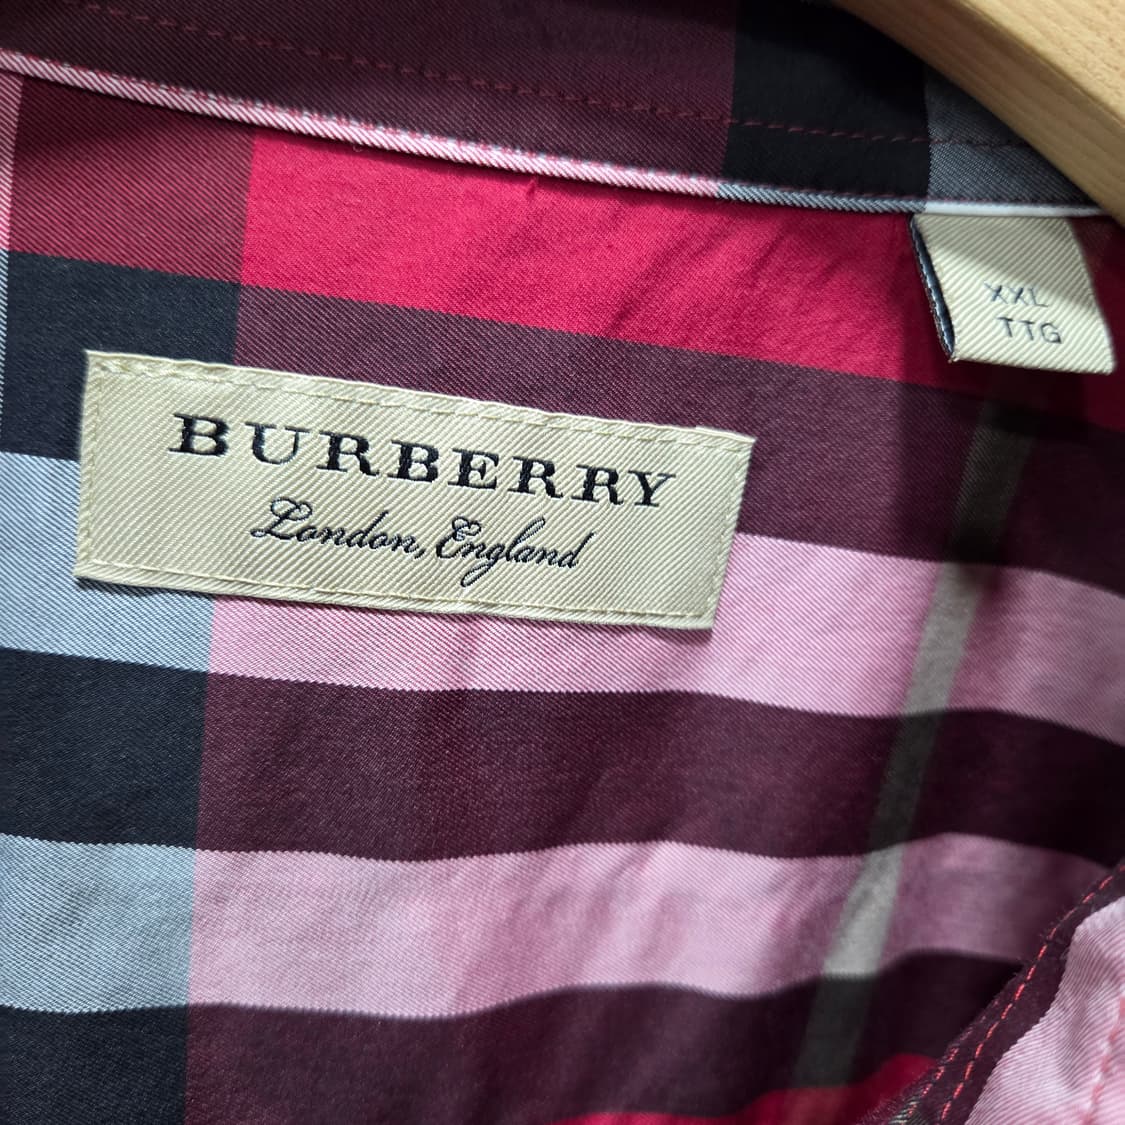 BURBERRY
London, England
XXL
TTG